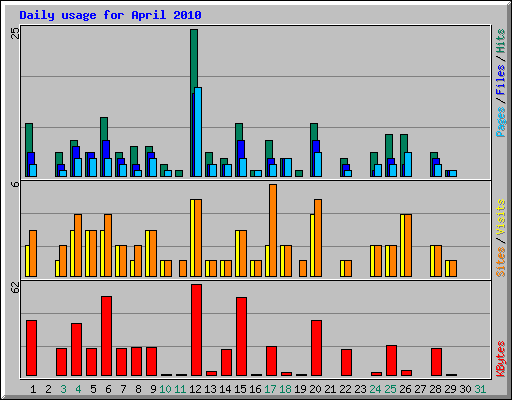 Daily usage for April 2010
25
Pages / Files / Hits
6
Sites / Visits
62
KBytes
1 2 3 4 5 6 7 8 9 10 11 12 13 14 15 16 17 18 19 20 21 22 23 24 25 26 27 28 29 30 31